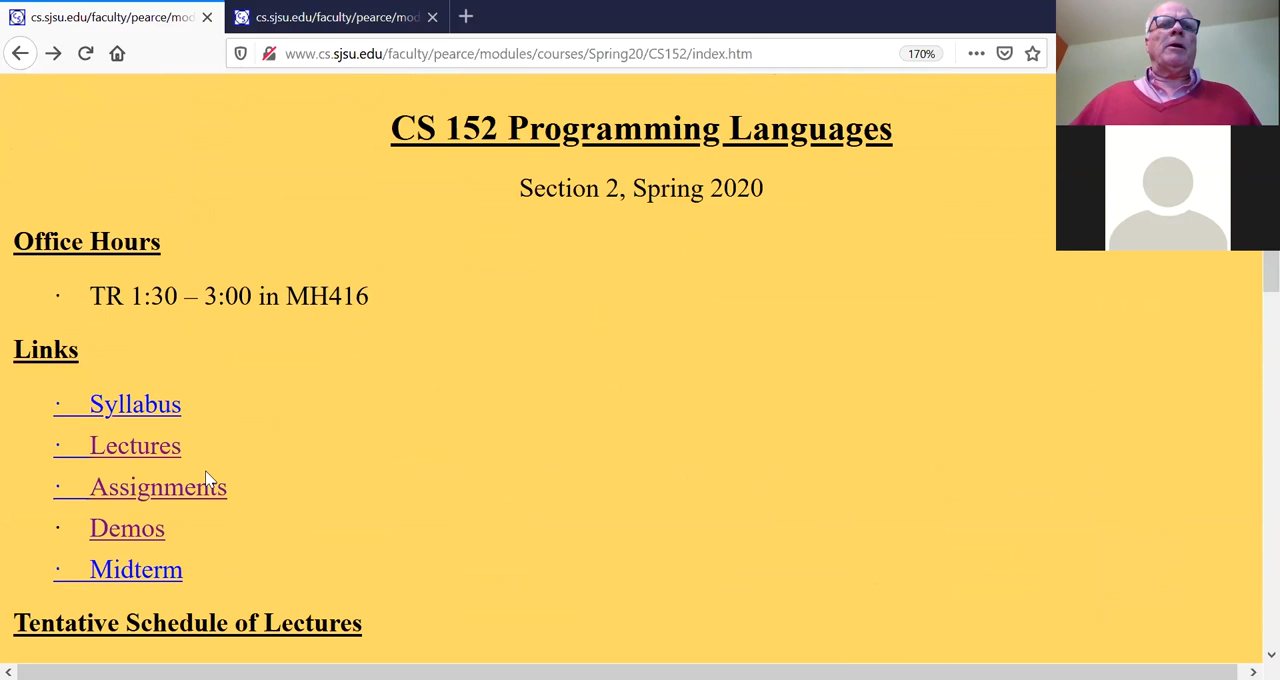 cs.sjsu.edu/faculty/pearce/mod
cs.sjsu.edu/faculty/pearce/mod
www.cs.sjsu.edu/faculty/pearce/modules/courses/Spring20/CS152/index.htm
170%
CS 152 Programming Languages
Section 2, Spring 2020
Office Hours
· TR 1:30 – 3:00 in MH416
Links
· Syllabus
· Lectures
· Assignments
· Demos
· Midterm
Tentative Schedule of Lectures